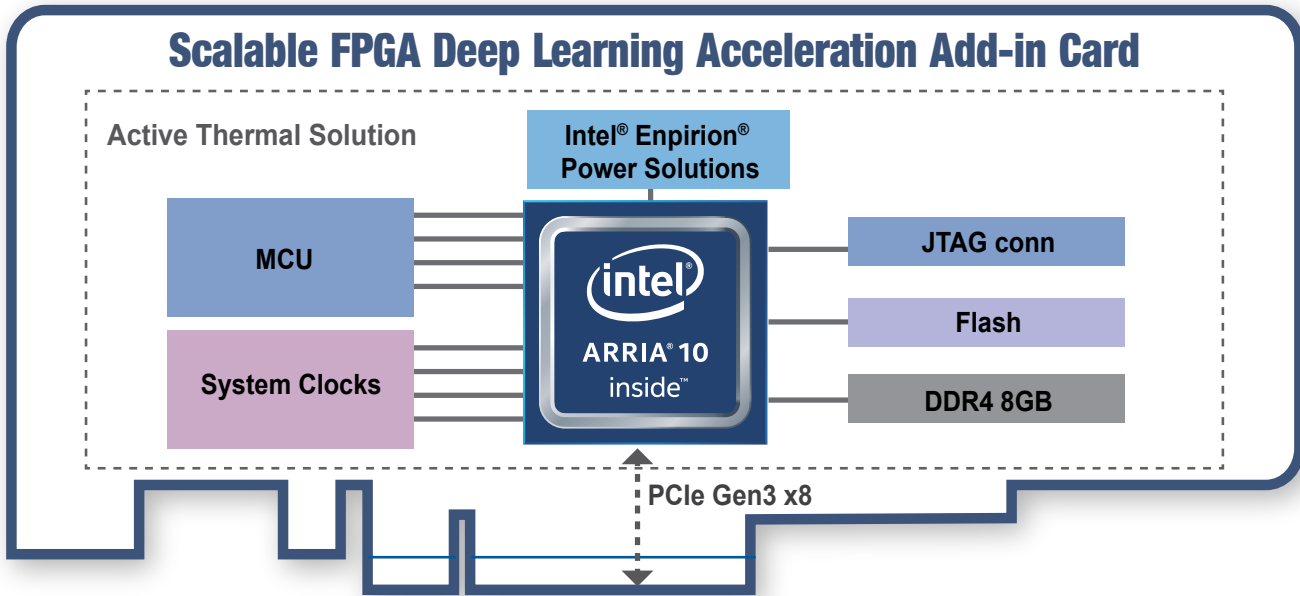 Scalable FPGA Deep Learning Acceleration Add-in Card
Active Thermal Solution
Intel® Enpirion®
Power Solutions
MCU
System Clocks
intel®
ARRIA® 10
inside™
JTAG conn
Flash
DDR4 8GB
PCIe Gen3 x8